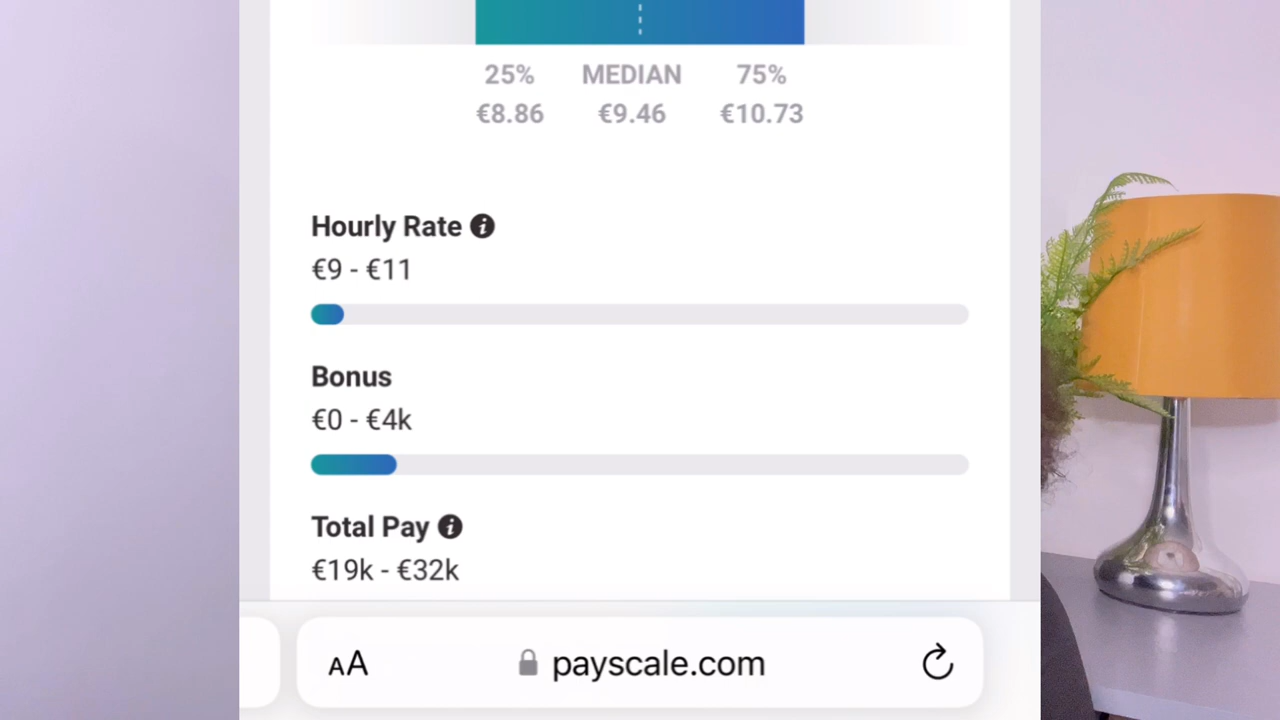 25% MEDIAN 75%
€8.86 €9.46 €10.73
Hourly Rate
€9 - €11
Bonus
€0 - €4k
Total Pay
€19k - €32k
AA payscale.com